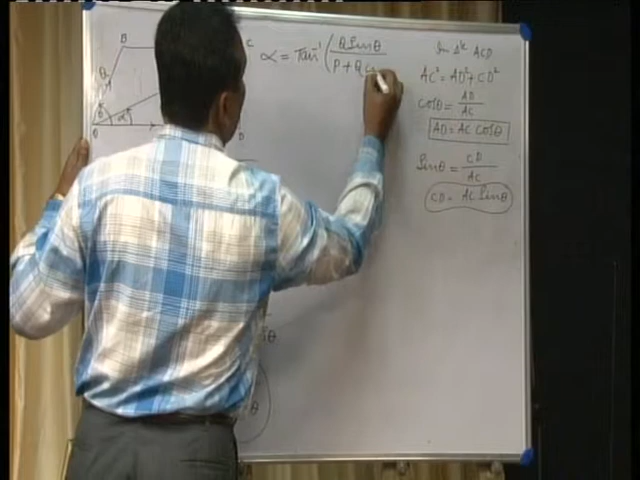 B
C
Q
θ
α
O
D
α = Tan⁻¹ ( Q Sinθ / P + Q
In Δle ACD
AC² = AD² + CD²
cosθ = AD / AC
AD = AC Cosθ
Sinθ = CD / AC
CD = AC Sinθ
θ
θ